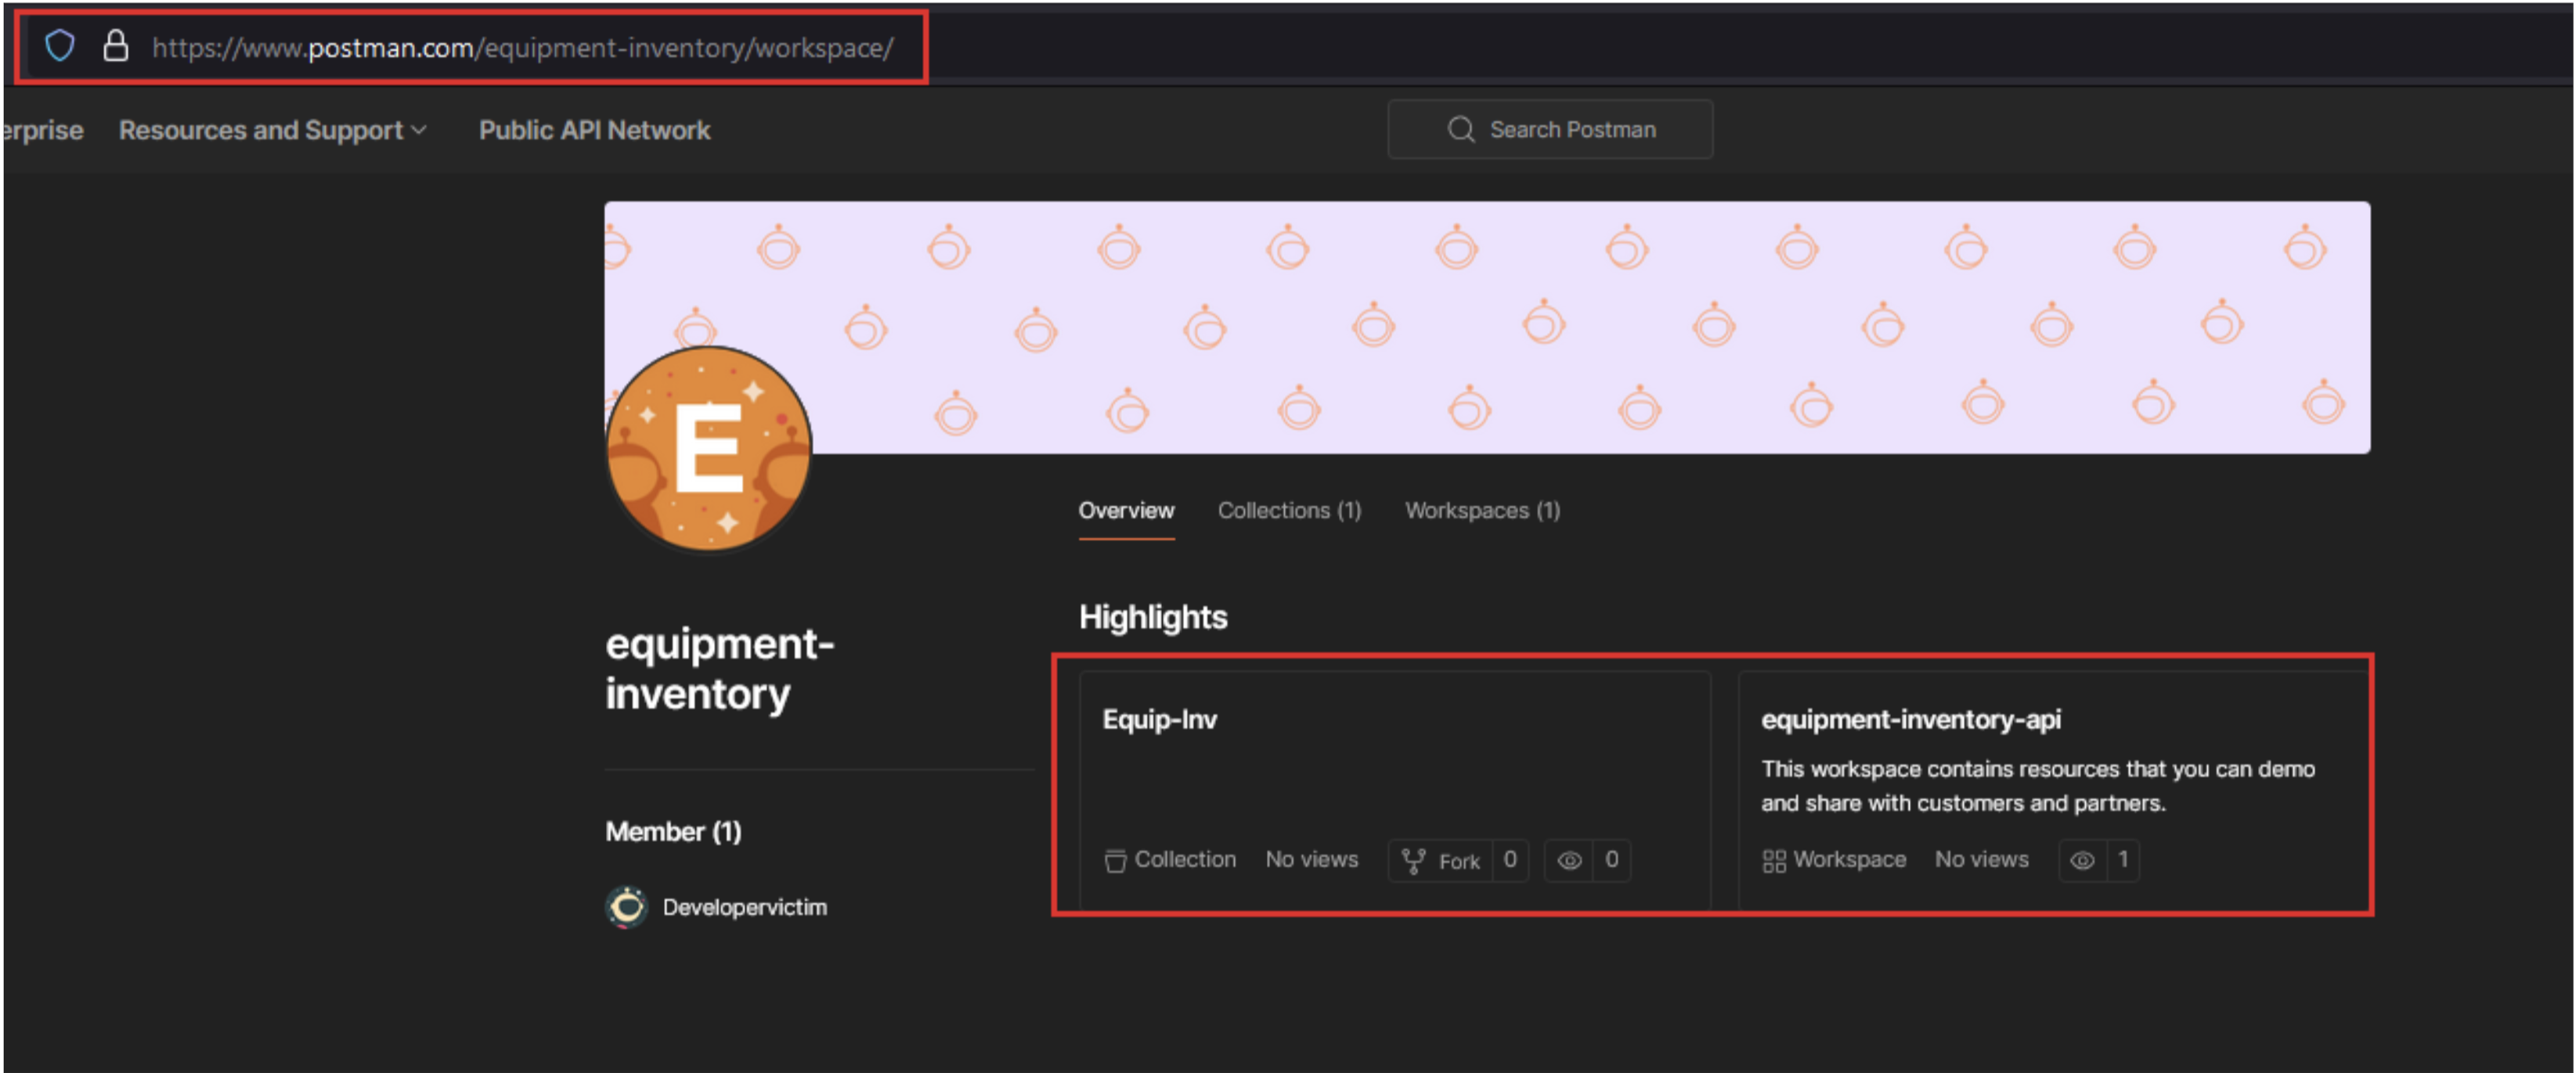 https://www.postman.com/equipment-inventory/workspace/
erprise Resources and Support Public API Network Search Postman
E
equipment-
inventory
Member (1)
Developervictim
Overview Collections (1) Workspaces (1)
Highlights
Equip-Inv
Collection No views Fork 0 0
equipment-inventory-api
This workspace contains resources that you can demo
and share with customers and partners.
Workspace No views 1